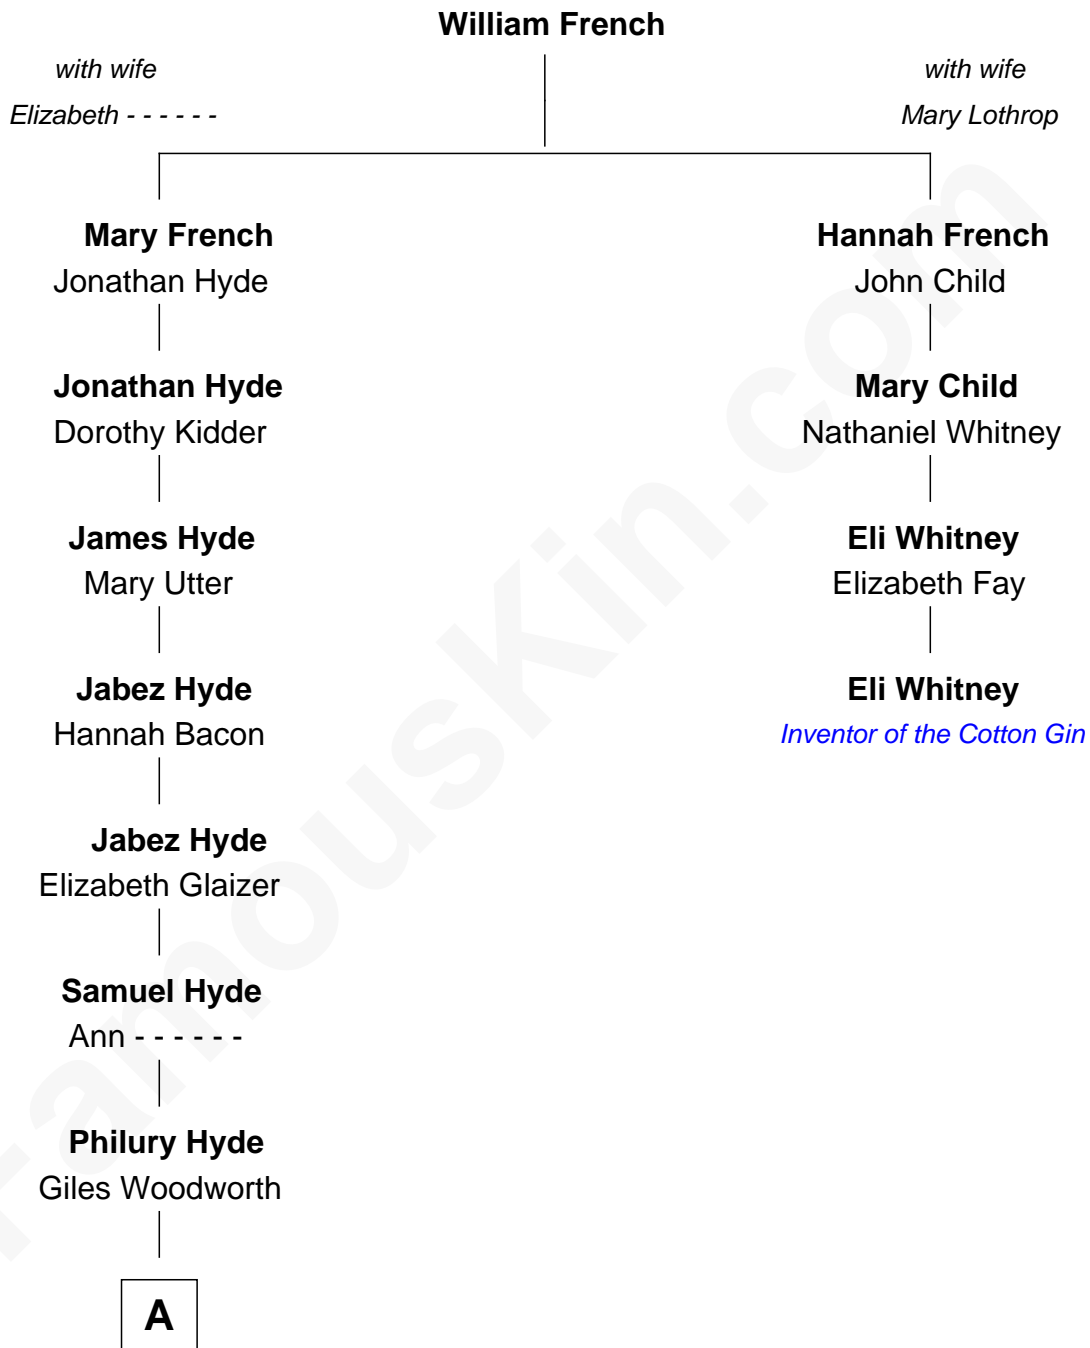 William French
with wife
Elizabeth - - - - - -
with wife
Mary Lothrop
Mary French
Jonathan Hyde
Hannah French
John Child
Jonathan Hyde
Dorothy Kidder
Mary Child
Nathaniel Whitney
James Hyde
Mary Utter
Eli Whitney
Elizabeth Fay
Jabez Hyde
Hannah Bacon
Eli Whitney
Inventor of the Cotton Gin
Jabez Hyde
Elizabeth Glaizer
Samuel Hyde
Ann - - - - - -
Philury Hyde
Giles Woodworth
A
FamousKin.com